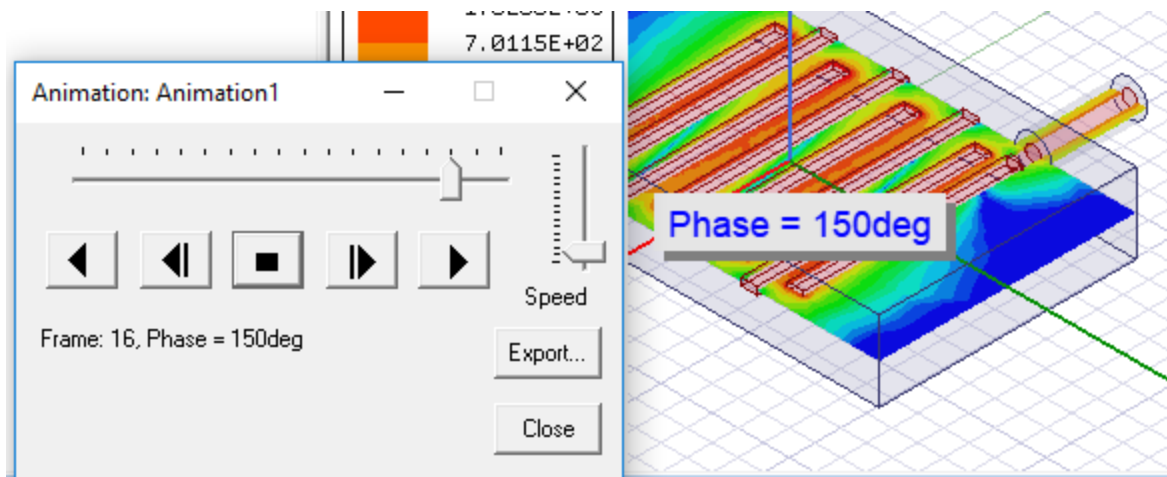 7.0115E+02
Animation: Animation1
Phase = 150deg
Speed
Frame: 16, Phase = 150deg
Export...
Close